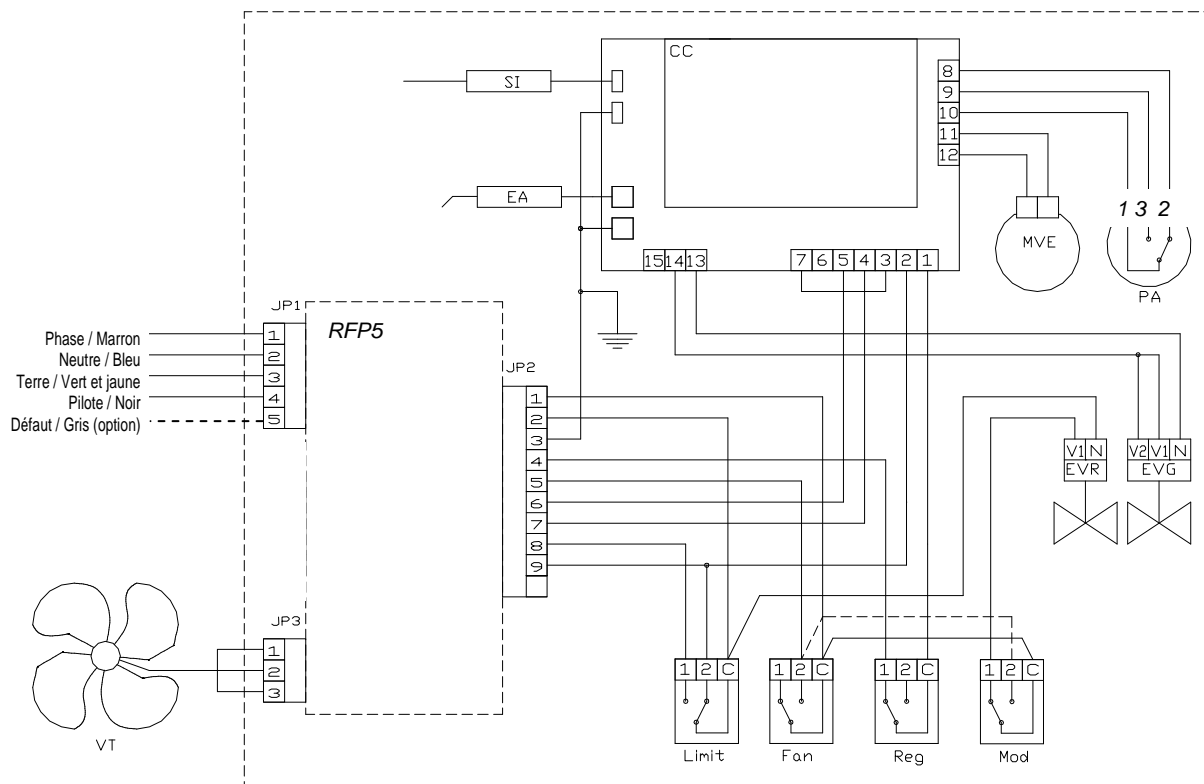 CC
SI
8
9
10
11
12
EA
1 3 2
MVE
PA
15 14 13
7 6 5 4 3 2 1
JP1
RFP5
Phase / Marron 1
Neutre / Bleu 2
Terre / Vert et jaune 3
Pilote / Noir 4
Défaut / Gris (option) 5
JP2
1
2
3
4
5
6
7
8
9
V1 N
EVR
V2 V1 N
EVG
JP3
1
2
3
VT
1 2 C
Limit
1 2 C
Fan
1 2 C
Reg
1 2 C
Mod